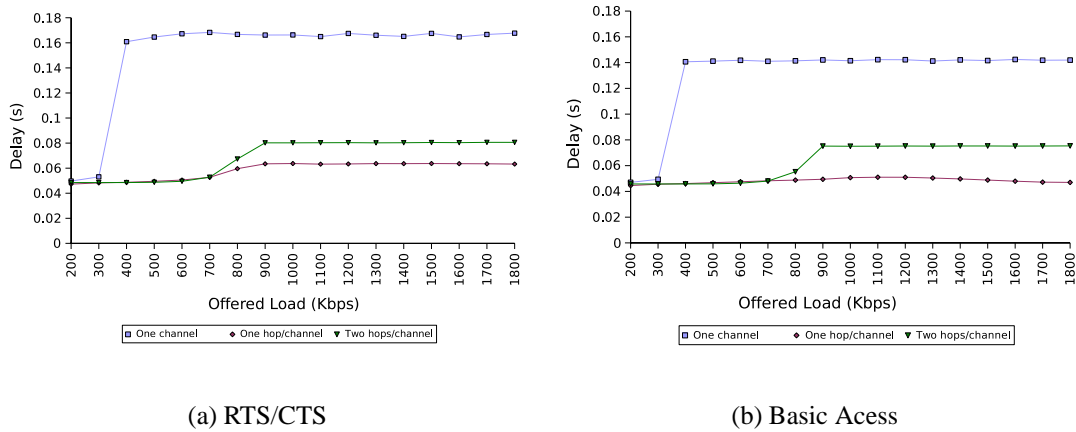 0.18
0.16
0.14
0.12
0.1
0.08
0.06
0.04
0.02
0
Delay (s)
200 300 400 500 600 700 800 900 1000 1100 1200 1300 1400 1500 1600 1700 1800
Offered Load (Kbps)
One channel One hop/channel Two hops/channel
(a) RTS/CTS
0.18
0.16
0.14
0.12
0.1
0.08
0.06
0.04
0.02
0
Delay (s)
200 300 400 500 600 700 800 900 1000 1100 1200 1300 1400 1500 1600 1700 1800
Offered Load (Kbps)
One channel One hop/channel Two hops/channel
(b) Basic Acess